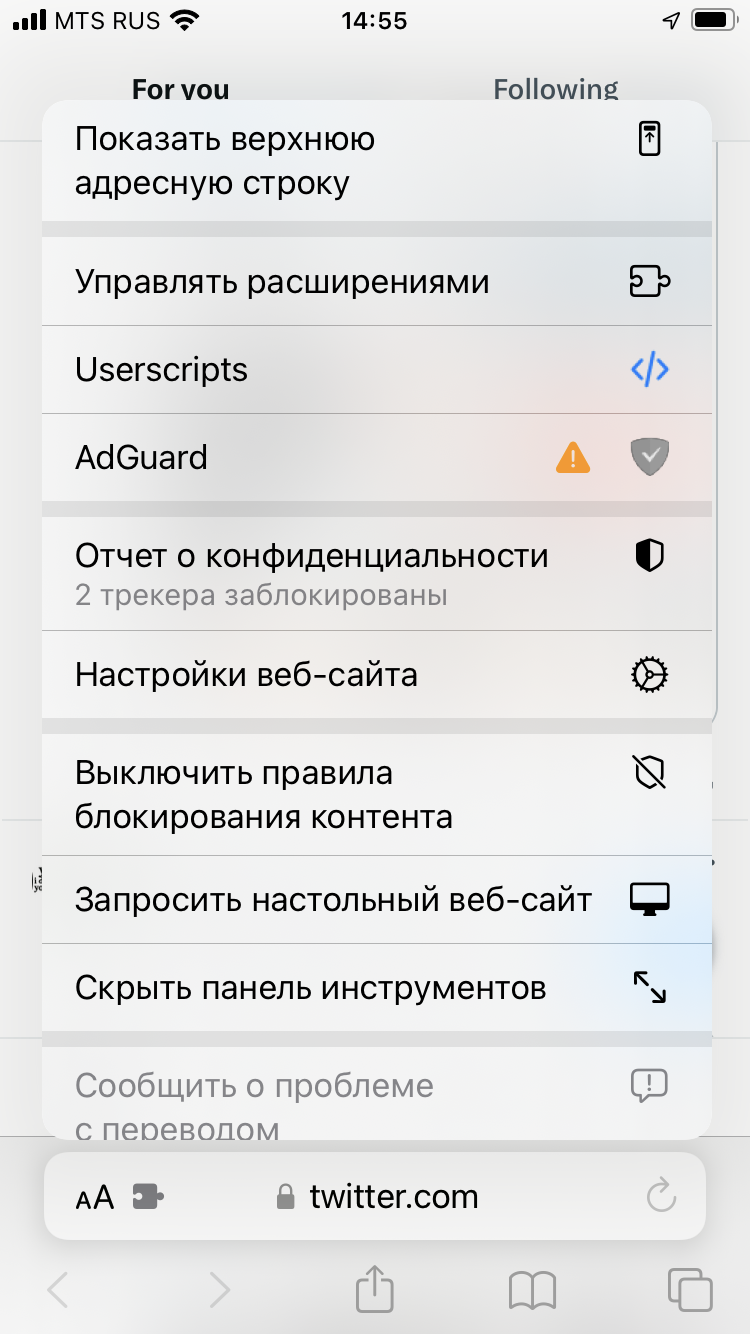 MTS RUS 14:55
For you Following
Показать верхнюю
адресную строку
Управлять расширениями
Userscripts
AdGuard
Отчет о конфиденциальности
2 трекера заблокированы
Настройки веб-сайта
Выключить правила
блокирования контента
Запросить настольный веб-сайт
Скрыть панель инструментов
Сообщить о проблеме
с переводом
AA twitter.com